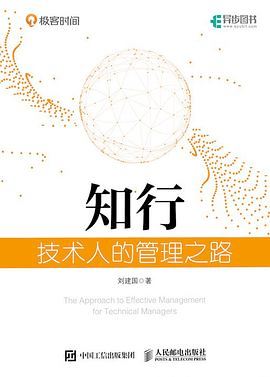 极客时间
异步图书
www.epubit.com
知行
技术人的管理之路
刘建国◎著
The Approach to Effective Management
for Technical Managers
中国工信出版集团
人民邮电出版社
POSTS & TELECOM PRESS